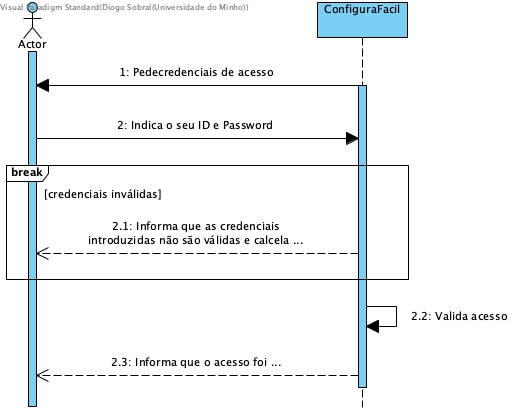 Visual Paradigm Standard(Diogo Sobral(Universidade do Minho))
ConfiguraFacil
Actor
1: Pedecredenciais de acesso
2: Indica o seu ID e Password
break
[credenciais inválidas]
2.1: Informa que as credenciais
introduzidas não são válidas e calcela ...
2.2: Valida acesso
2.3: Informa que o acesso foi ...